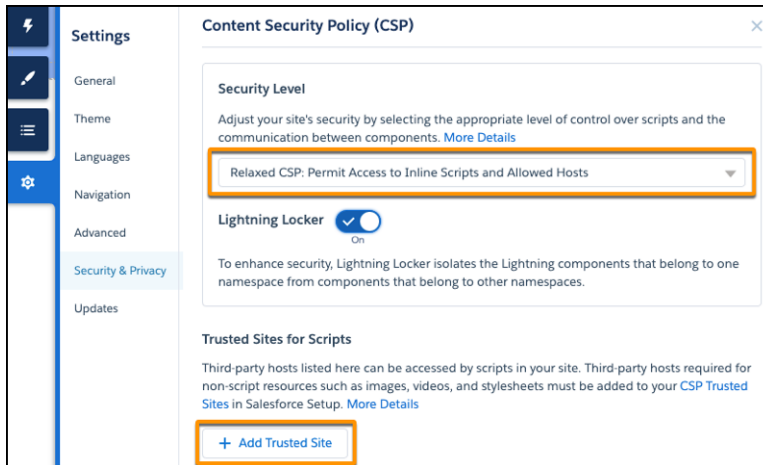 Settings
General
Theme
Languages
Navigation
Advanced
Security & Privacy
Updates
Content Security Policy (CSP)
Security Level
Adjust your site's security by selecting the appropriate level of control over scripts and the
communication between components. More Details
Relaxed CSP: Permit Access to Inline Scripts and Allowed Hosts
Lightning Locker
On
To enhance security, Lightning Locker isolates the Lightning components that belong to one
namespace from components that belong to other namespaces.
Trusted Sites for Scripts
Third-party hosts listed here can be accessed by scripts in your site. Third-party hosts required for
non-script resources such as images, videos, and stylesheets must be added to your CSP Trusted
Sites in Salesforce Setup. More Details
+ Add Trusted Site